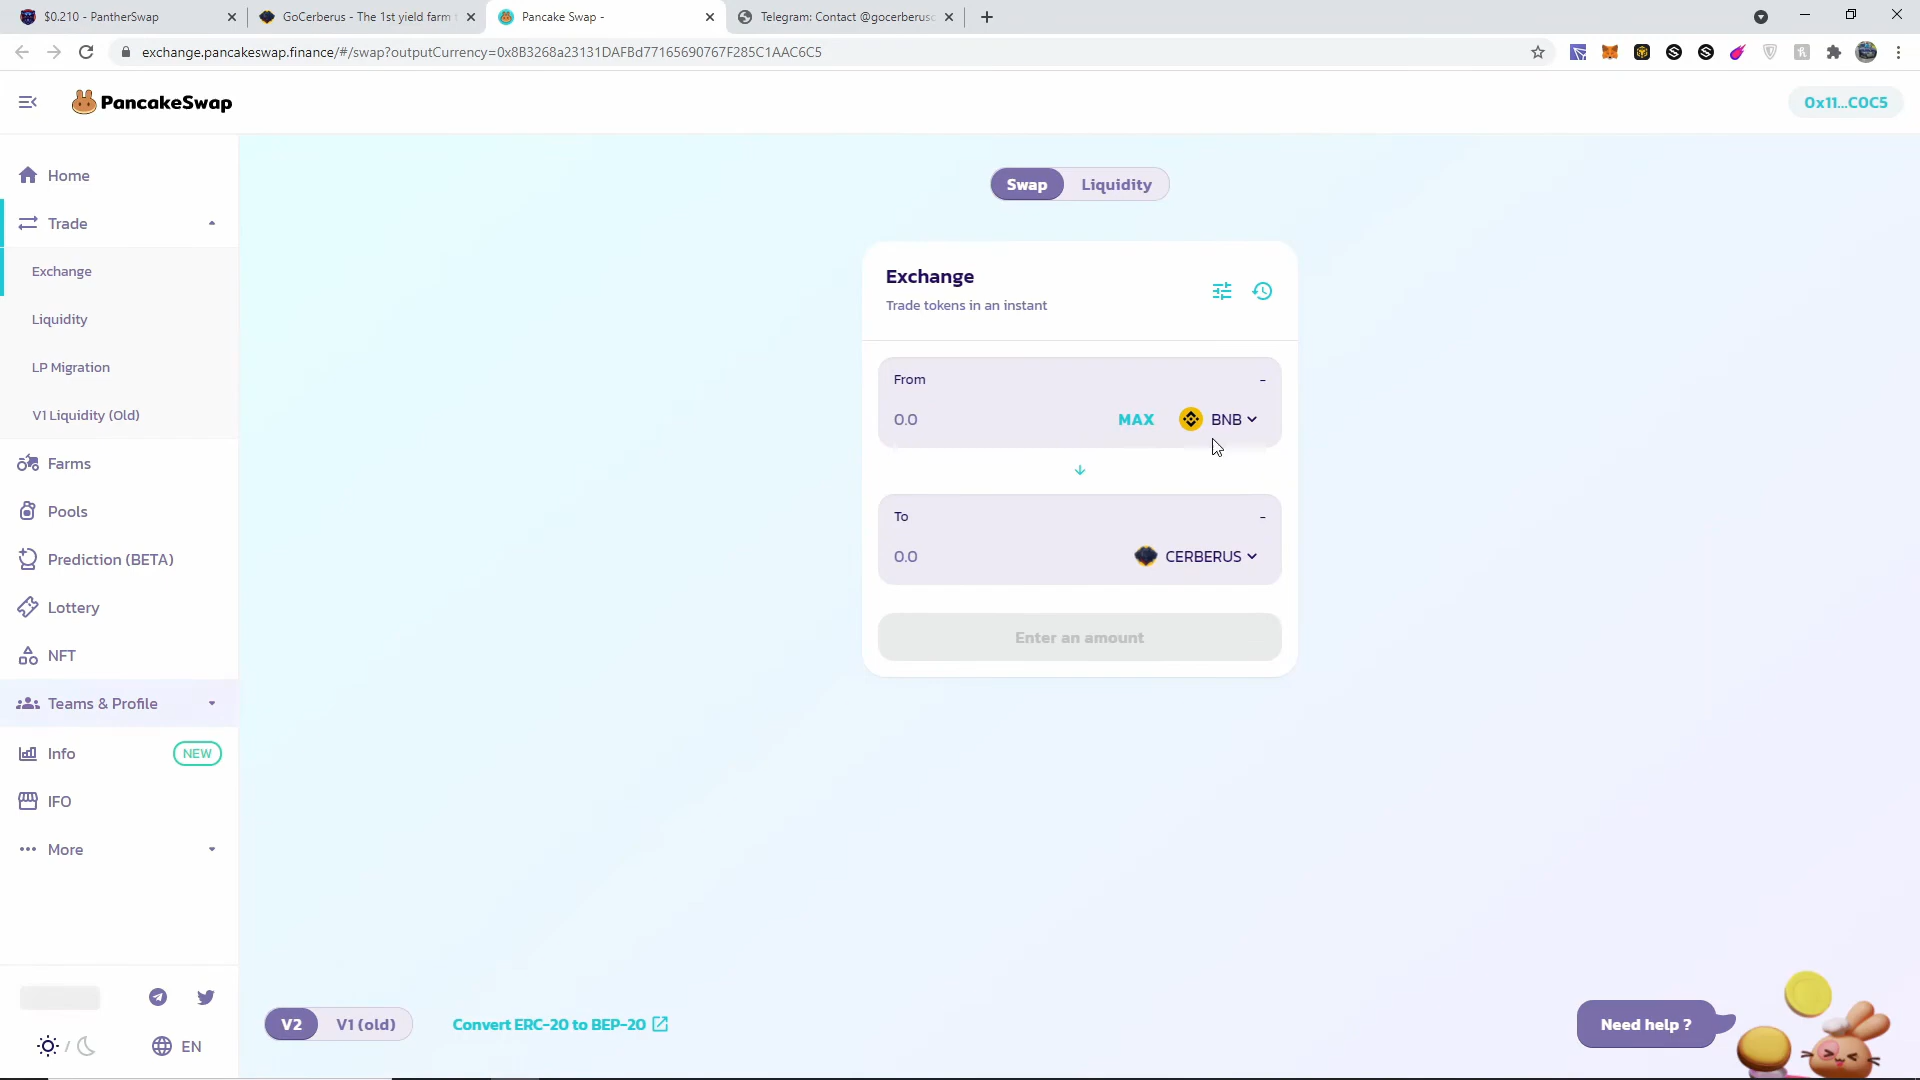 $0.210 - PantherSwap
GoCerberus - The 1st yield farm
Pancake Swap -
Telegram: Contact @gocerberus
exchange.pancakeswap.finance/#/swap?outputCurrency=0x8B3268a23131DAFBd77165690767F285C1AAC6C5
PancakeSwap
0x11...C0C5
Home
Trade
Exchange
Liquidity
LP Migration
V1 Liquidity (Old)
Farms
Pools
Prediction (BETA)
Lottery
NFT
Teams & Profile
Info
NEW
IFO
More
EN
Swap
Liquidity
Exchange
Trade tokens in an instant
From
-
0.0
MAX
BNB
To
-
0.0
CERBERUS
Enter an amount
V2
V1 (old)
Convert ERC-20 to BEP-20
Need help ?